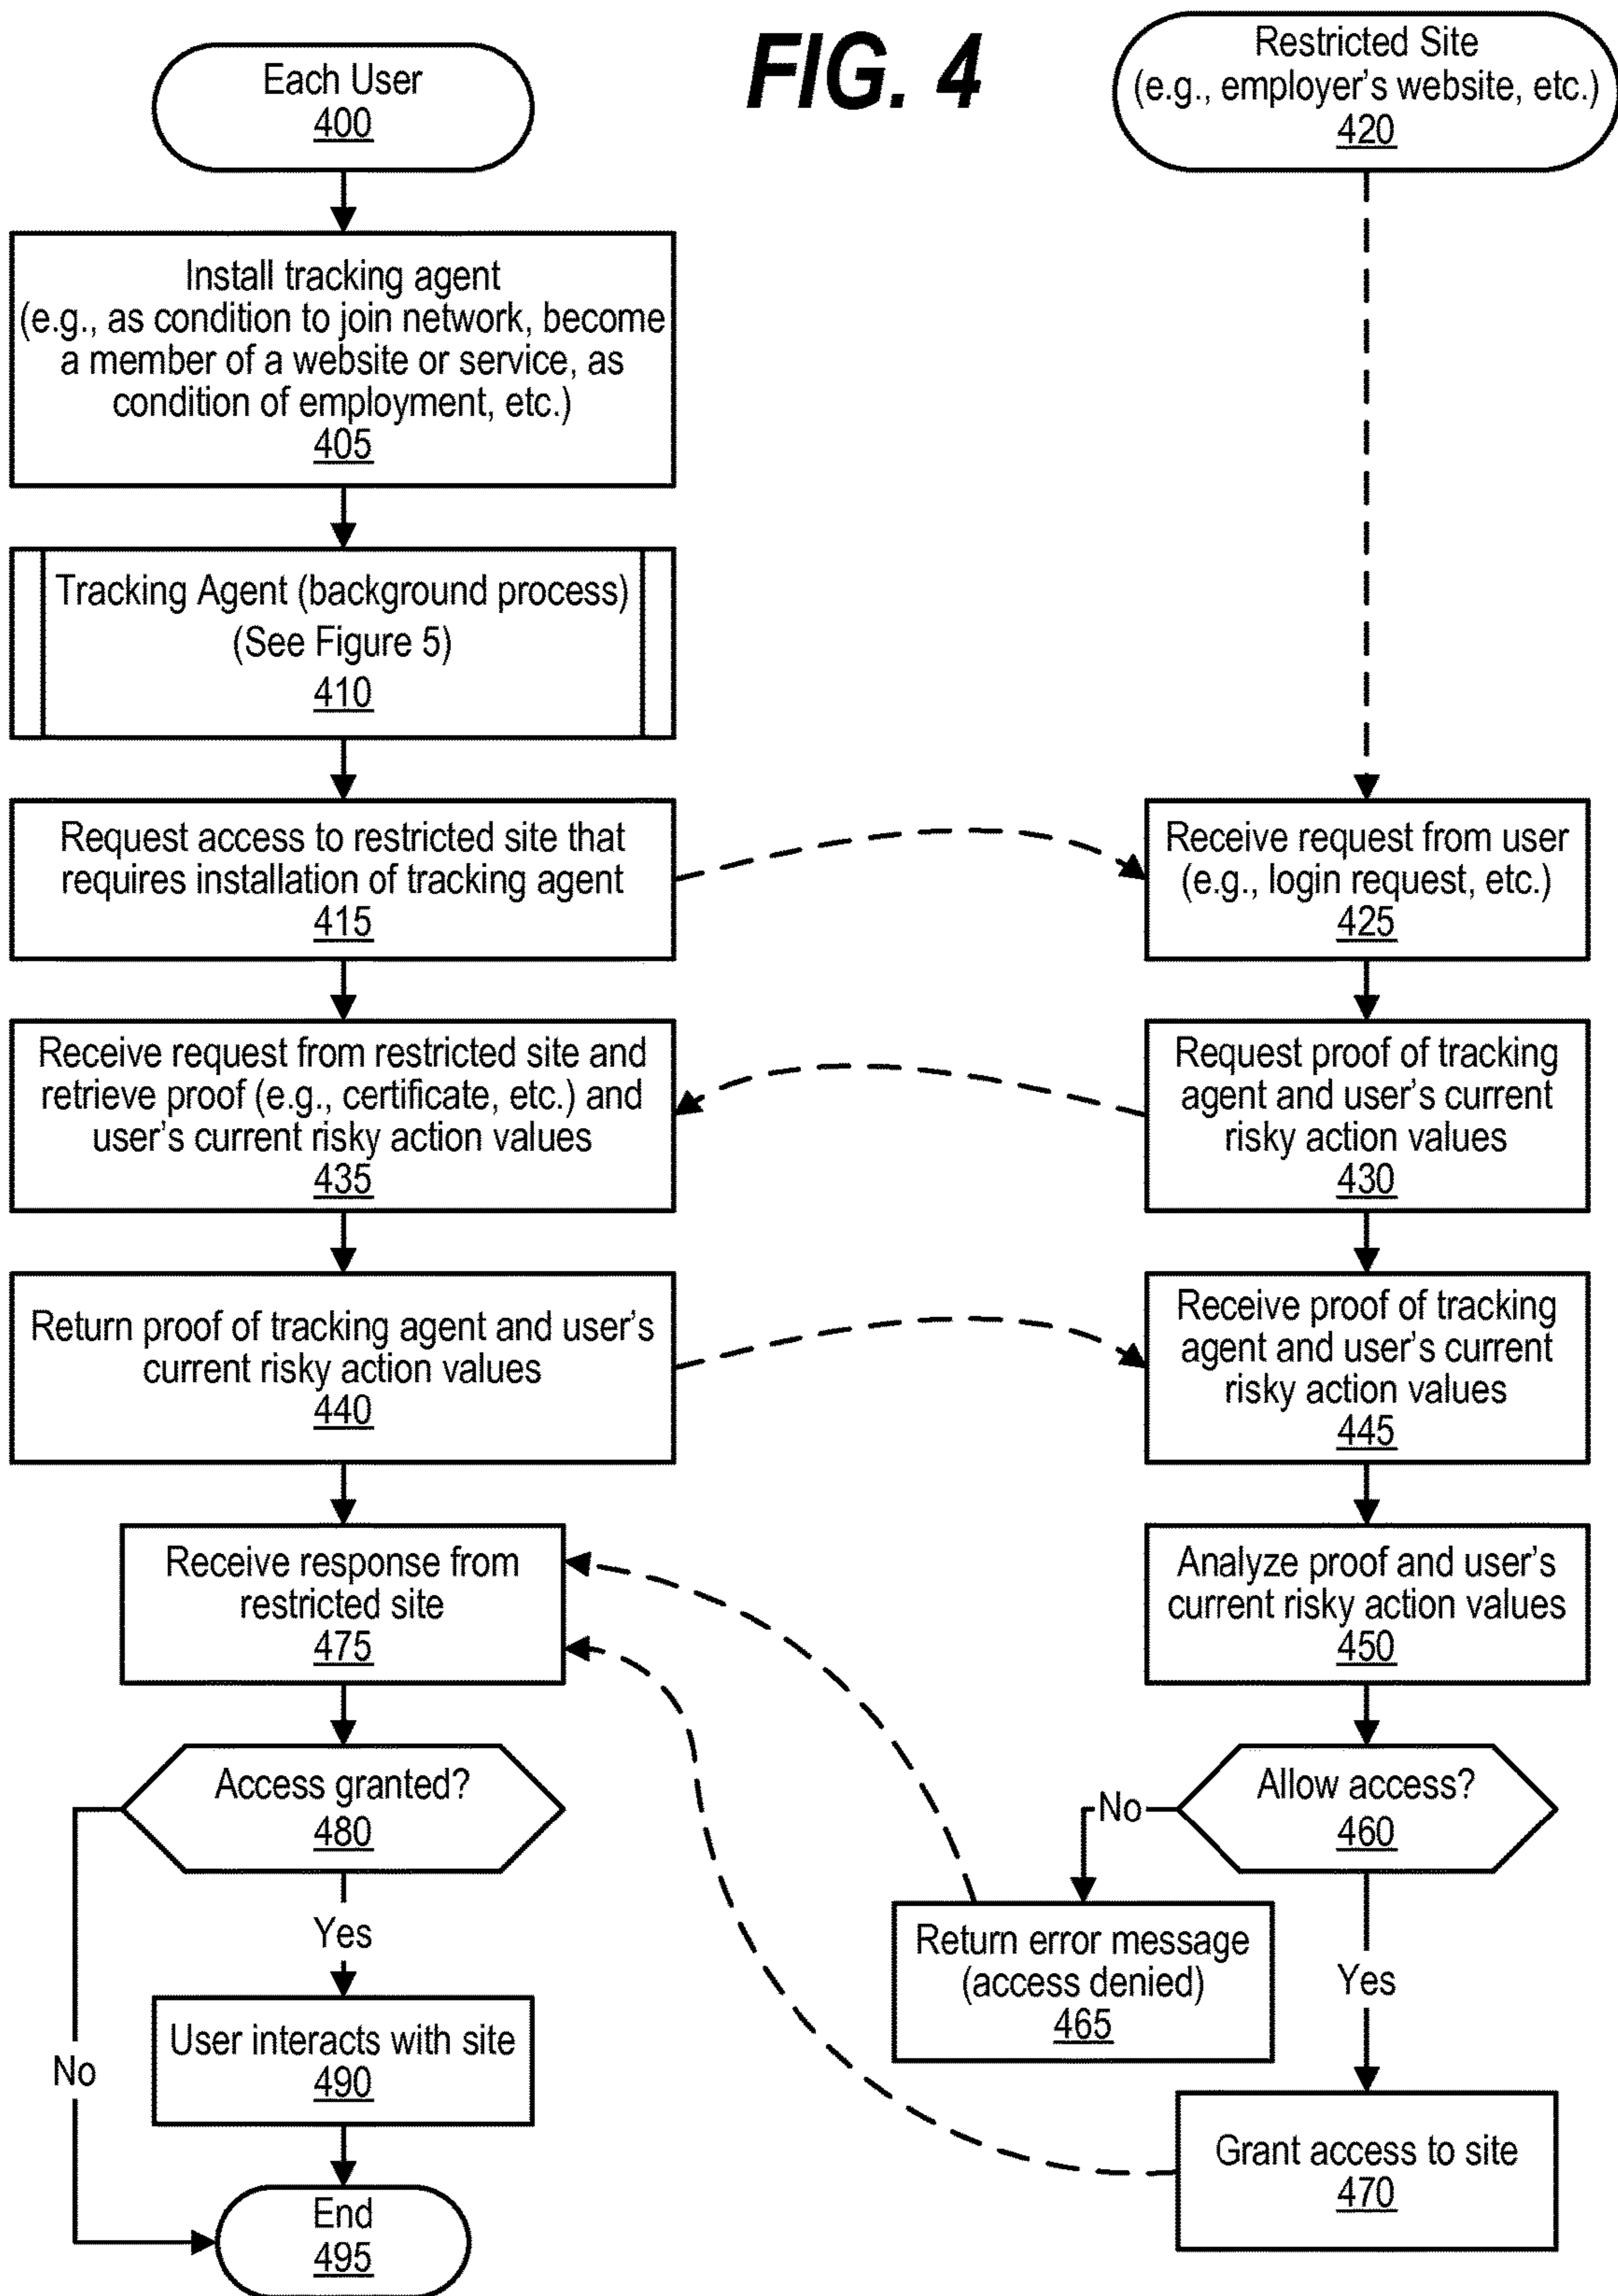 FIG. 4
Each User
400
Install tracking agent
(e.g., as condition to join network, become
a member of a website or service, as
condition of employment, etc.)
405
Tracking Agent (background process)
(See Figure 5)
410
Request access to restricted site that
requires installation of tracking agent
415
Receive request from restricted site and
retrieve proof (e.g., certificate, etc.) and
user's current risky action values
435
Return proof of tracking agent and user's
current risky action values
440
Receive response from
restricted site
475
Access granted?
480
Yes
No
User interacts with site
490
End
495
Restricted Site
(e.g., employer's website, etc.)
420
Receive request from user
(e.g., login request, etc.)
425
Request proof of tracking
agent and user's current
risky action values
430
Receive proof of tracking
agent and user's current
risky action values
445
Analyze proof and user's
current risky action values
450
Allow access?
460
No
Return error message
(access denied)
465
Yes
Grant access to site
470